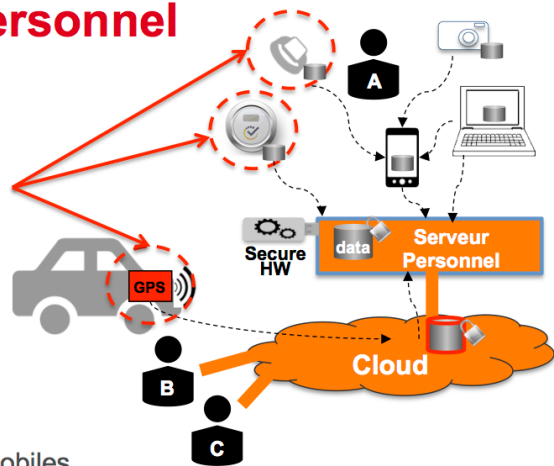 ersonnel
A
Secure
HW
data
Serveur
Personnel
GPS
Cloud
B
C
obiles